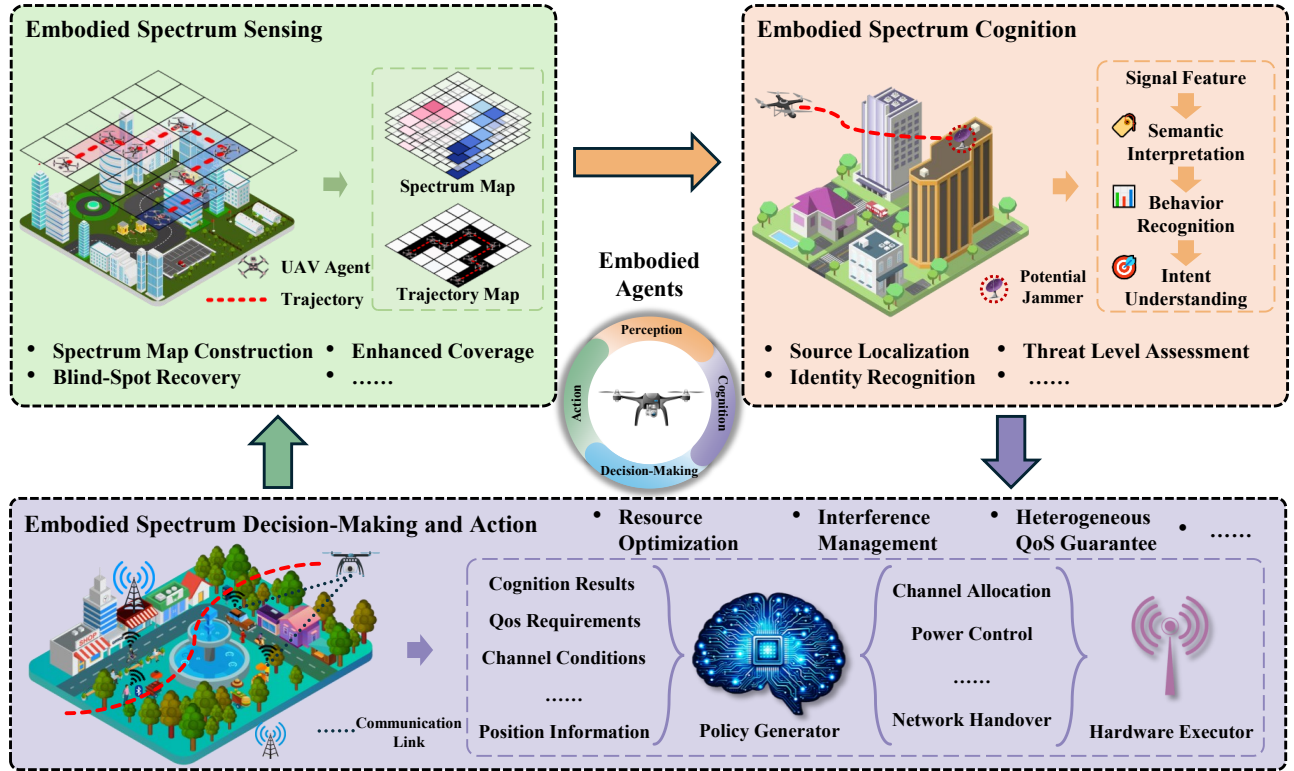 Embodied Spectrum Sensing
Spectrum Map
UAV Agent
Trajectory
Trajectory Map
• Spectrum Map Construction
• Enhanced Coverage
• Blind-Spot Recovery
• ……
Embodied
Agents
Perception
Cognition
Decision-Making
Action
Embodied Spectrum Cognition
Signal Feature
Semantic
Interpretation
Behavior
Recognition
Intent
Understanding
Potential
Jammer
• Source Localization
• Threat Level Assessment
• Identity Recognition
• ……
Embodied Spectrum Decision-Making and Action
• Resource
Optimization
• Interference
Management
• Heterogeneous
QoS Guarantee
• ……
SHOP
Communication
Link
Cognition Results
Qos Requirements
Channel Conditions
……
Position Information
Policy Generator
Channel Allocation
Power Control
……
Network Handover
Hardware Executor